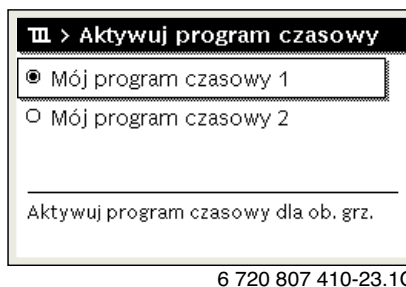 > Aktywuj program czasowy
Mój program czasowy 1
Mój program czasowy 2
Aktywuj program czasowy dla ob. grz.
6 720 807 410-23.1O